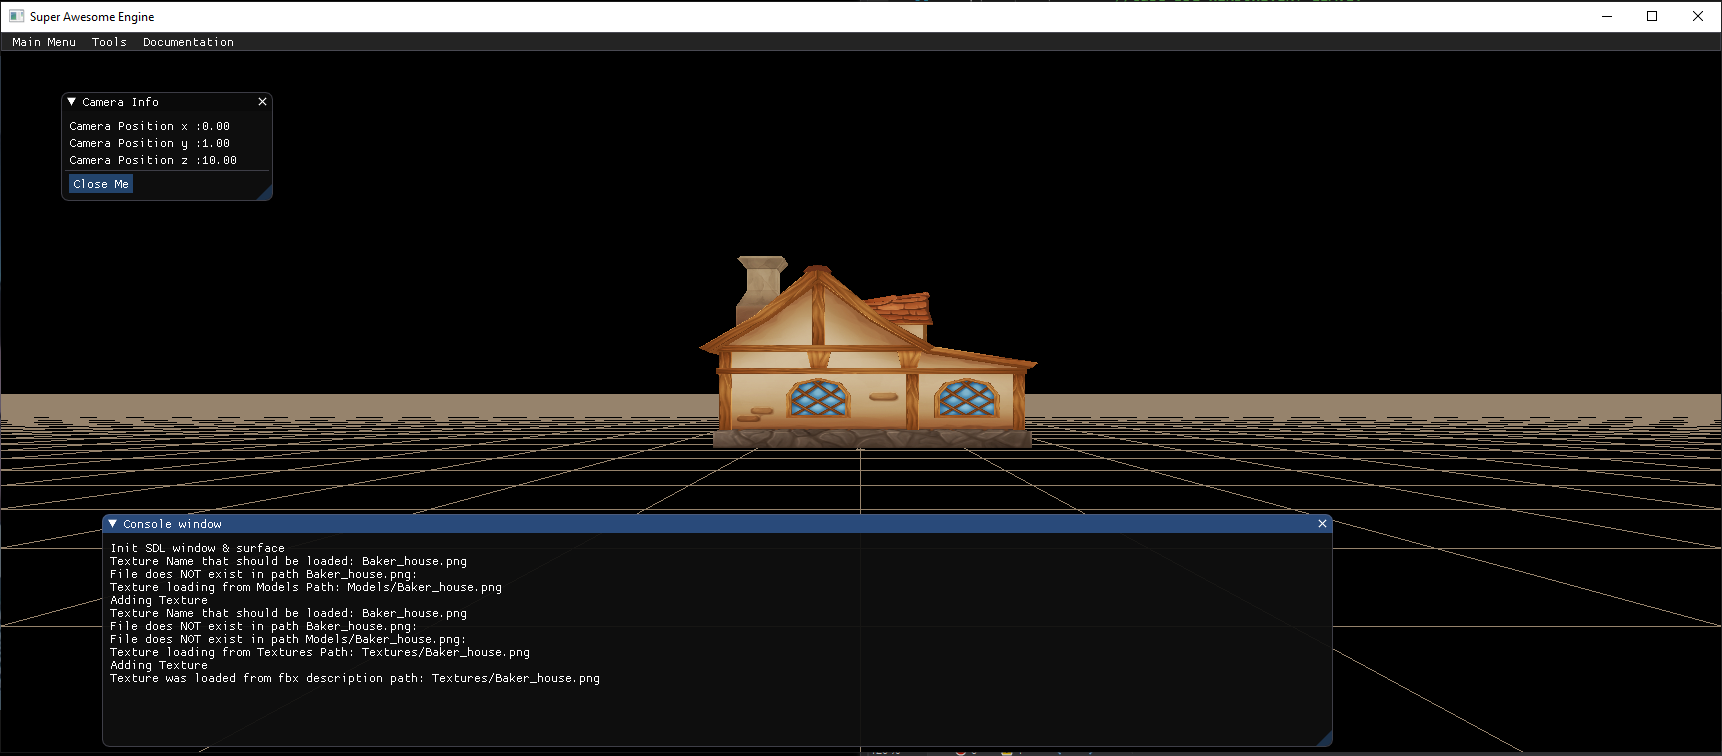 Super Awesome Engine
Main Menu Tools Documentation
Camera Info
Camera Position x :0.00
Camera Position y :1.00
Camera Position z :10.00
Close Me
Console window
Init SDL window & surface
Texture Name that should be loaded: Baker_house.png
File does NOT exist in path Baker_house.png:
Texture loading from Models Path: Models/Baker_house.png
Adding Texture
Texture Name that should be loaded: Baker_house.png
File does NOT exist in path Baker_house.png:
File does NOT exist in path Models/Baker_house.png:
Texture loading from Textures Path: Textures/Baker_house.png
Adding Texture
Texture was loaded from fbx description path: Textures/Baker_house.png